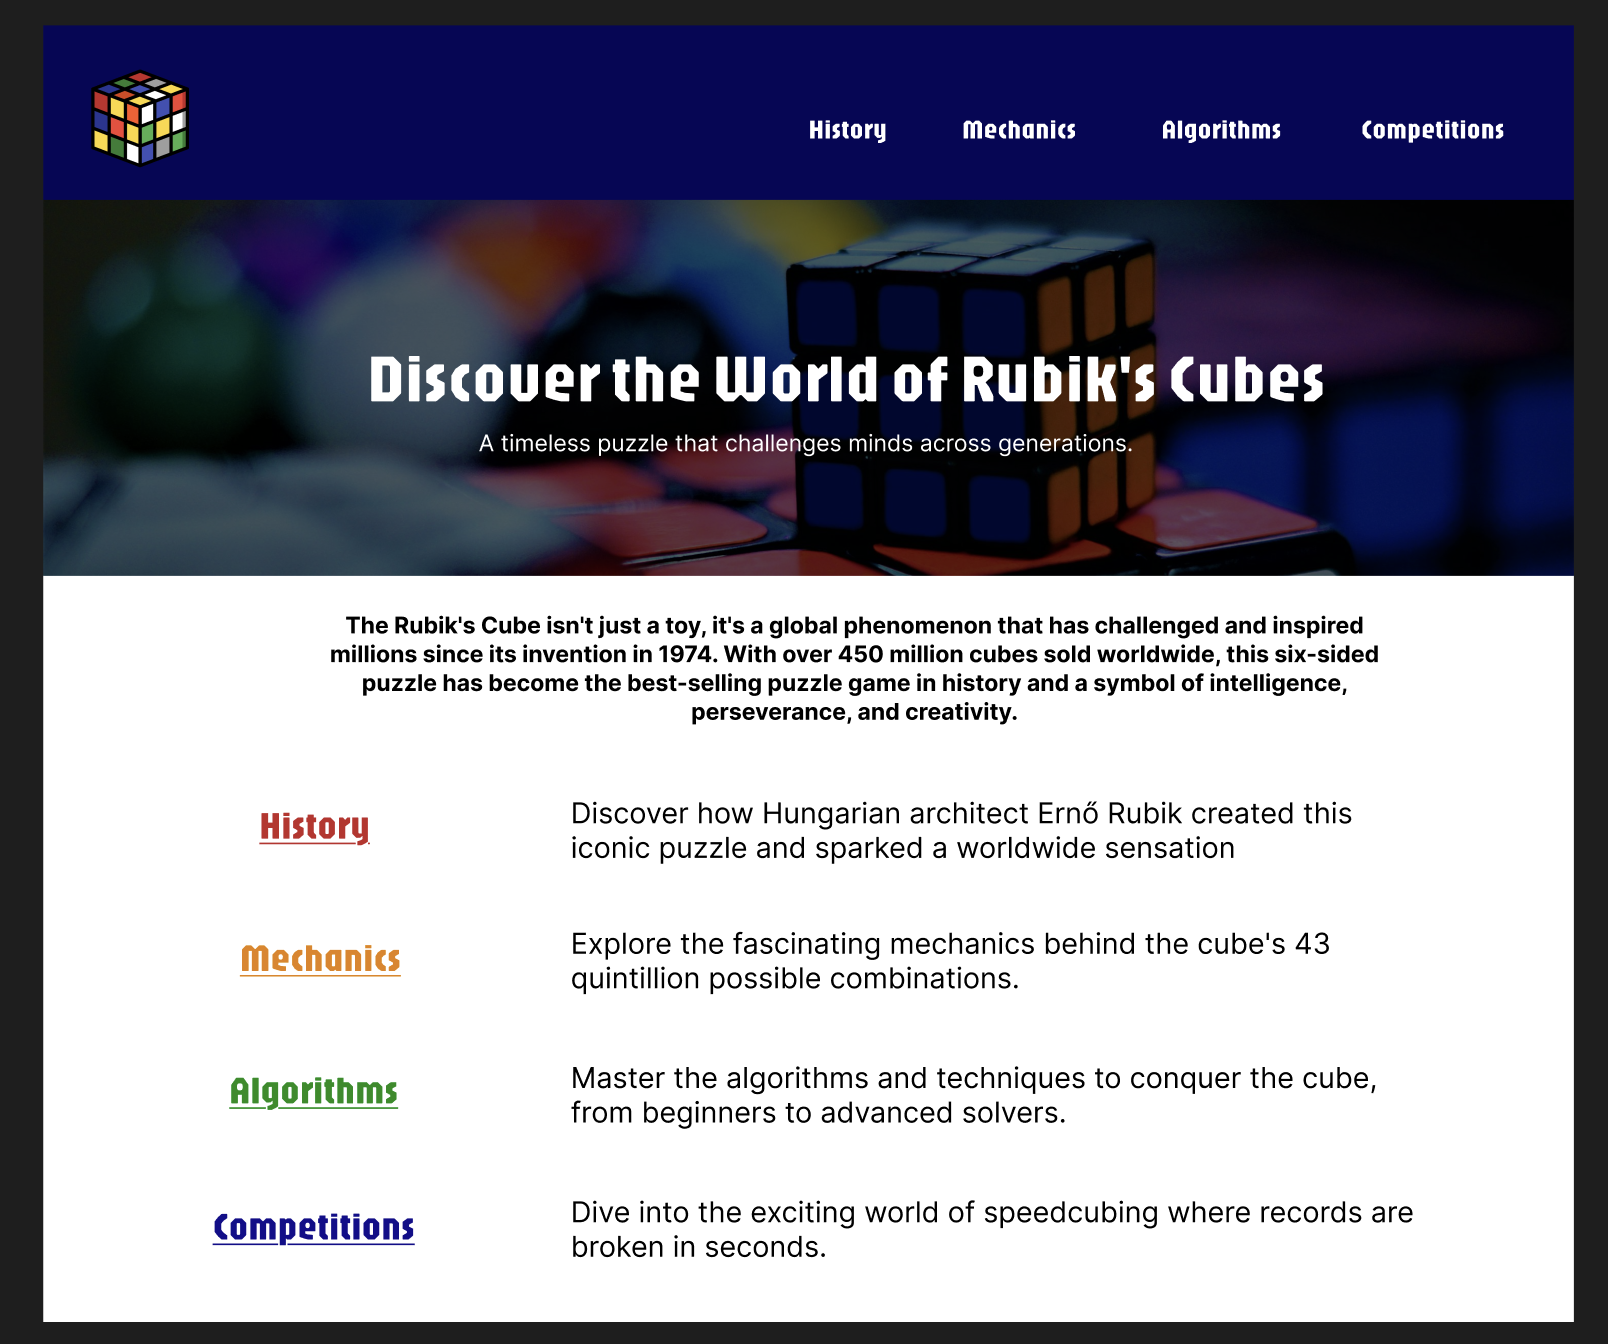 History Mechanics Algorithms Competitions
Discover the World of Rubik's Cubes
A timeless puzzle that challenges minds across generations.
The Rubik's Cube isn't just a toy, it's a global phenomenon that has challenged and inspired
millions since its invention in 1974. With over 450 million cubes sold worldwide, this six-sided
puzzle has become the best-selling puzzle game in history and a symbol of intelligence,
perseverance, and creativity.
History
Discover how Hungarian architect Ernő Rubik created this
iconic puzzle and sparked a worldwide sensation
Mechanics
Explore the fascinating mechanics behind the cube's 43
quintillion possible combinations.
Algorithms
Master the algorithms and techniques to conquer the cube,
from beginners to advanced solvers.
Competitions
Dive into the exciting world of speedcubing where records are
broken in seconds.